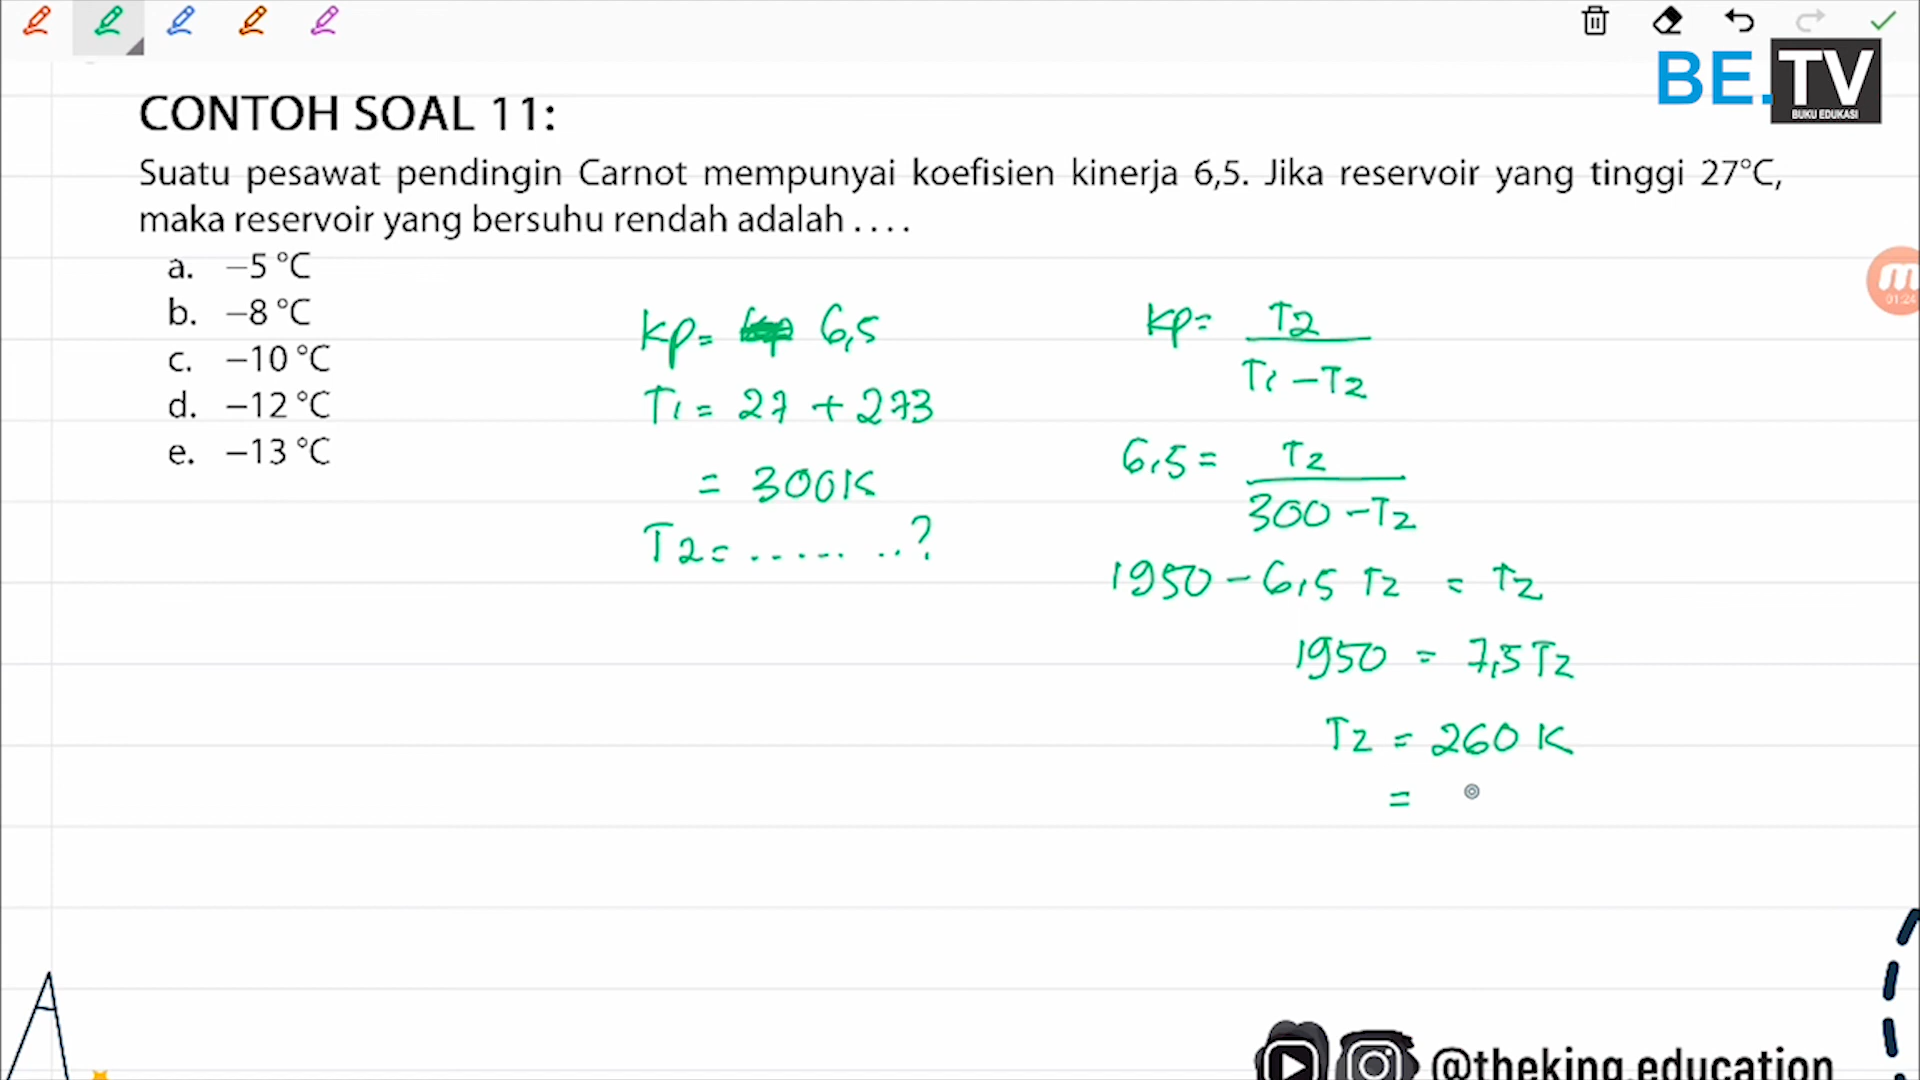 BE.TV
BUKU EDUKASI
CONTOH SOAL 11:
Suatu pesawat pendingin Carnot mempunyai koefisien kinerja 6,5. Jika reservoir yang tinggi 27°C,
maka reservoir yang bersuhu rendah adalah . . . .
a. −5 °C
b. −8 °C
c. −10 °C
d. −12 °C
e. −13 °C
01:24
Kp = 6,5
T1 = 27 + 273
= 300 K
T2 = ...... ..?
Kp = T2
T1 − T2
6,5 = T2
300 − T2
1950 − 6,5 T2 = T2
1950 = 7,5 T2
T2 = 260 K
=
A
@theking.education